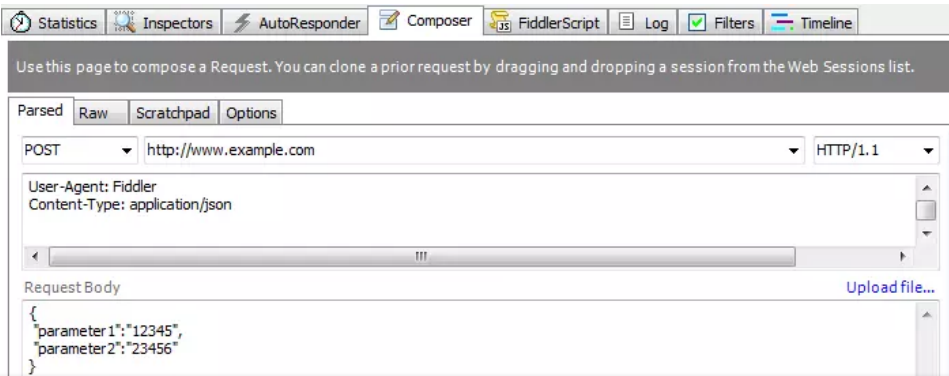 Statistics Inspectors AutoResponder Composer FiddlerScript Log Filters Timeline
Use this page to compose a Request. You can clone a prior request by dragging and dropping a session from the Web Sessions list.
Parsed Raw Scratchpad Options
POST http://www.example.com HTTP/1.1
User-Agent: Fiddler
Content-Type: application/json
Request Body Upload file...
{
"parameter1":"12345",
"parameter2":"23456"
}